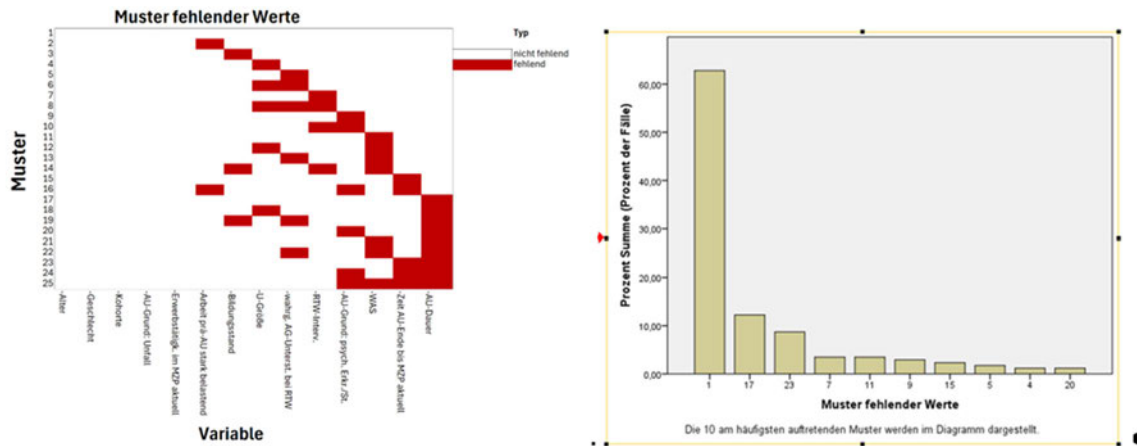 Muster fehlender Werte
Muster
1
2
3
4
5
6
7
8
9
10
11
12
13
14
15
16
17
18
19
20
21
22
23
24
25
Typ
nicht fehlend
fehlend
-Alter
-Geschlecht
-Kohorte
-AU-Grund: Unfall
-Erwerbstätigk. im MZP aktuell
-Arbeit prä-AU stark belastend
-Bildungsstand
-U-Größe
-wahrg. AG-Unterst. bei RTW
-RTW-Interv.
-AU-Grund: psych. Erkr./St.
-WAS
-Zeit AU-Ende bis MZP aktuell
-AU-Dauer
Variable
Prozent Summe (Prozent der Fälle)
60,00
50,00
40,00
30,00
20,00
10,00
0,00
1 17 23 7 11 9 15 5 4 20
Muster fehlender Werte
Die 10 am häufigsten auftretenden Muster werden im Diagramm dargestellt.